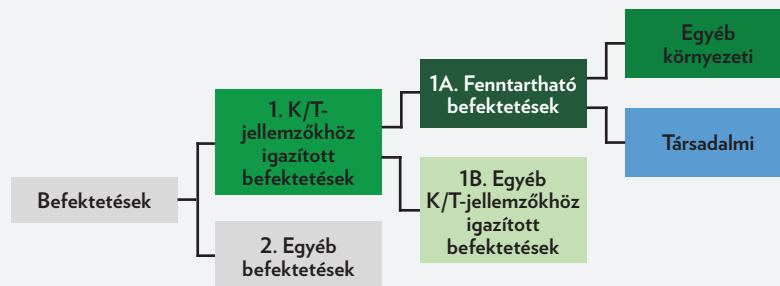 Befektetések
1. K/T-
jellemzőkhöz
igazított
befektetések
2. Egyéb
befektetések
1A. Fenntartható
befektetések
1B. Egyéb
K/T-jellemzőkhöz
igazított
befektetések
Egyéb
környezeti
Társadalmi